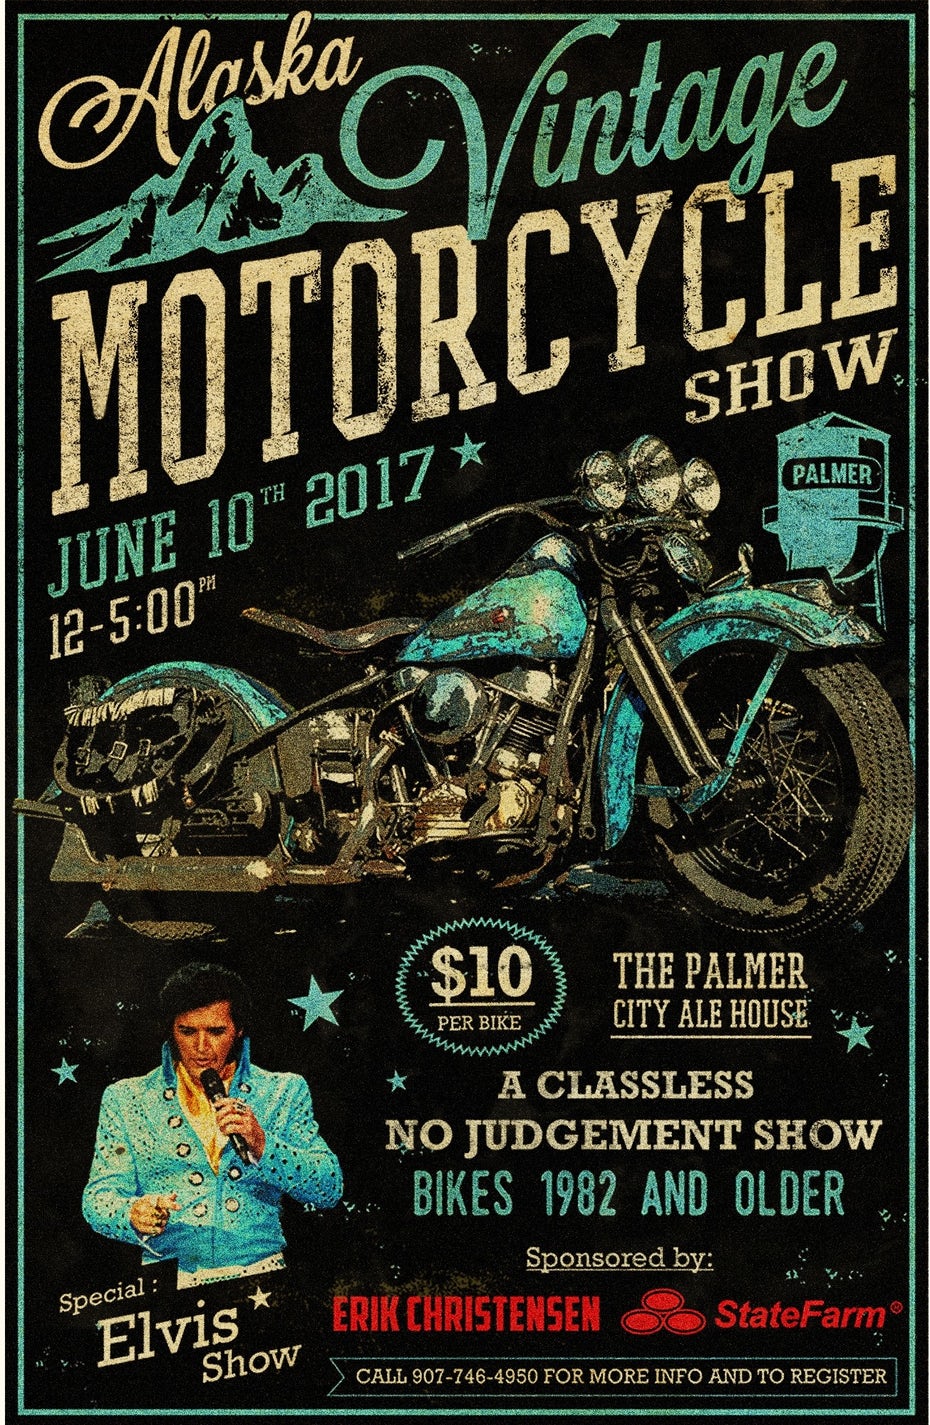 Alaska
Vintage
MOTORCYCLE
SHOW
JUNE 10TH 2017
12-5:00PM
PALMER
$10
PER BIKE
THE PALMER
CITY ALE HOUSE
A CLASSLESS
NO JUDGEMENT SHOW
BIKES 1982 AND OLDER
Sponsored by:
ERIK CHRISTENSEN StateFarm®
Special :
Elvis
Show
CALL 907-746-4950 FOR MORE INFO AND TO REGISTER